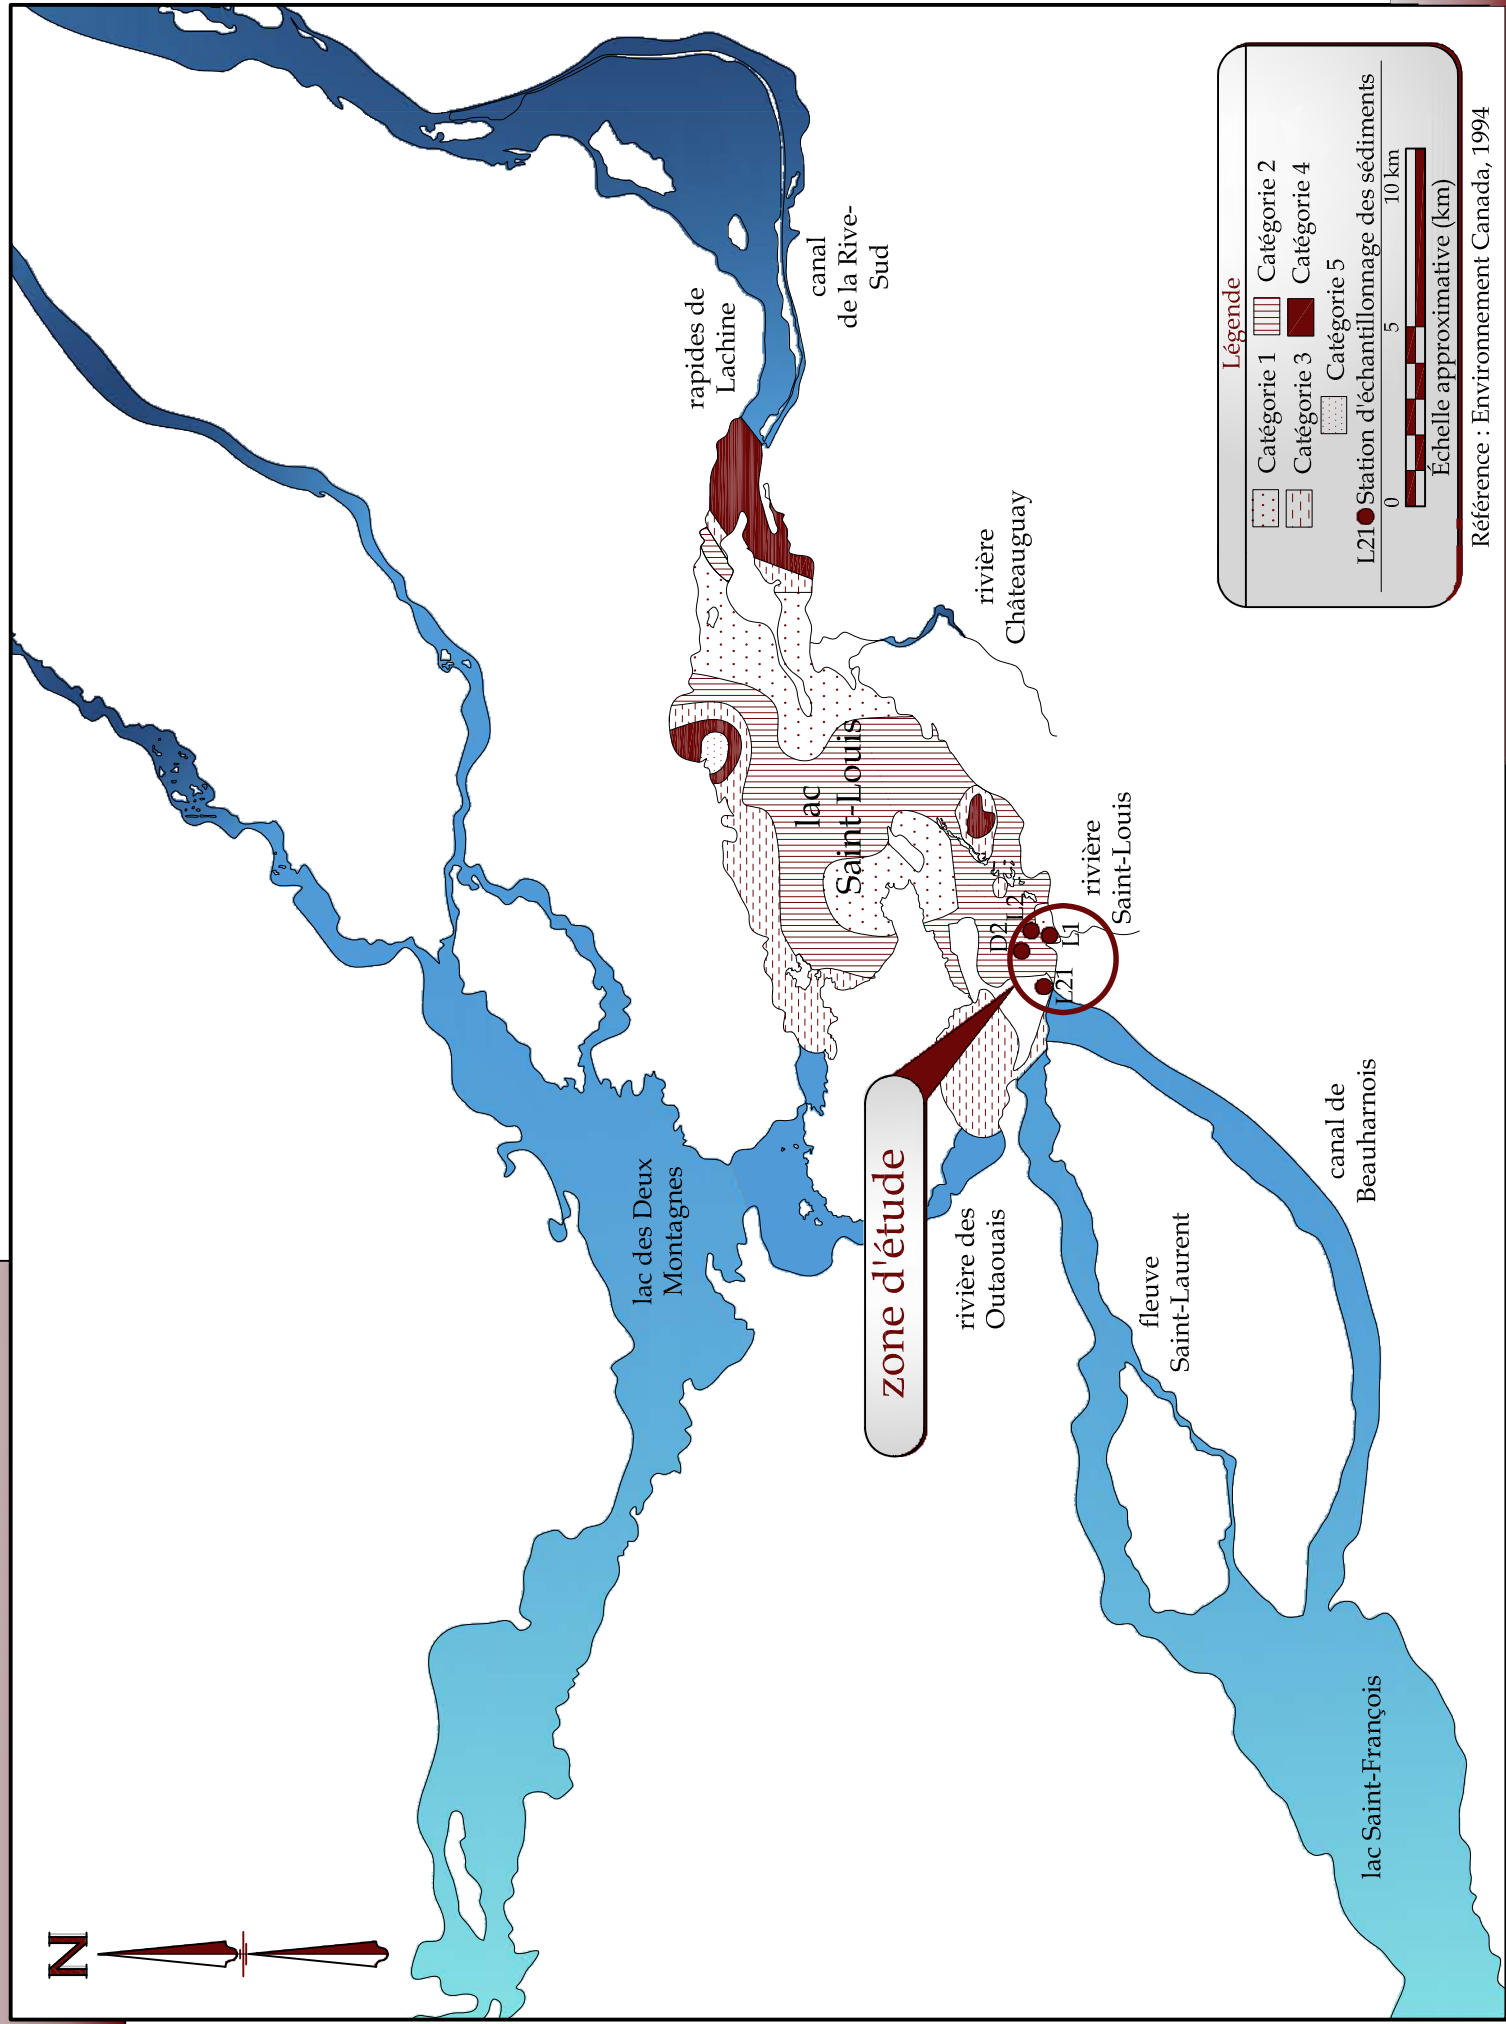 N
rapides de
Lachine
canal
de la Rive-
Sud
rivière
Châteauguay
lac
Saint-Louis
rivière
Saint-Louis
D2
L2
L1
L21
lac des Deux
Montagnes
zone d'étude
rivière des
Outaouais
fleuve
Saint-Laurent
canal de
Beauharnois
lac Saint-François
Légende
Catégorie 1 Catégorie 2
Catégorie 3 Catégorie 4
Catégorie 5
L21 Station d'échantillonnage des sédiments
0 5 10 km
Échelle approximative (km)
Référence : Environnement Canada, 1994